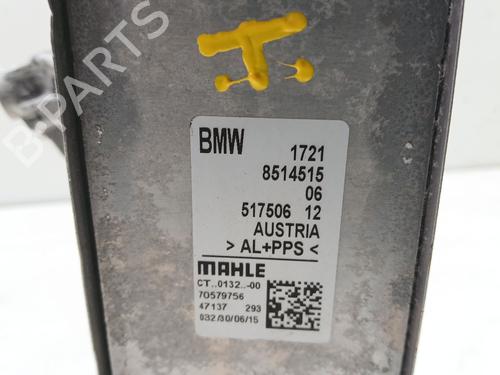 BMW 1721
8514515
06
517506 12
AUSTRIA
> AL+PPS <
MAHLE
CT..0132..-00
70579756
47137 293
032/30/06/15